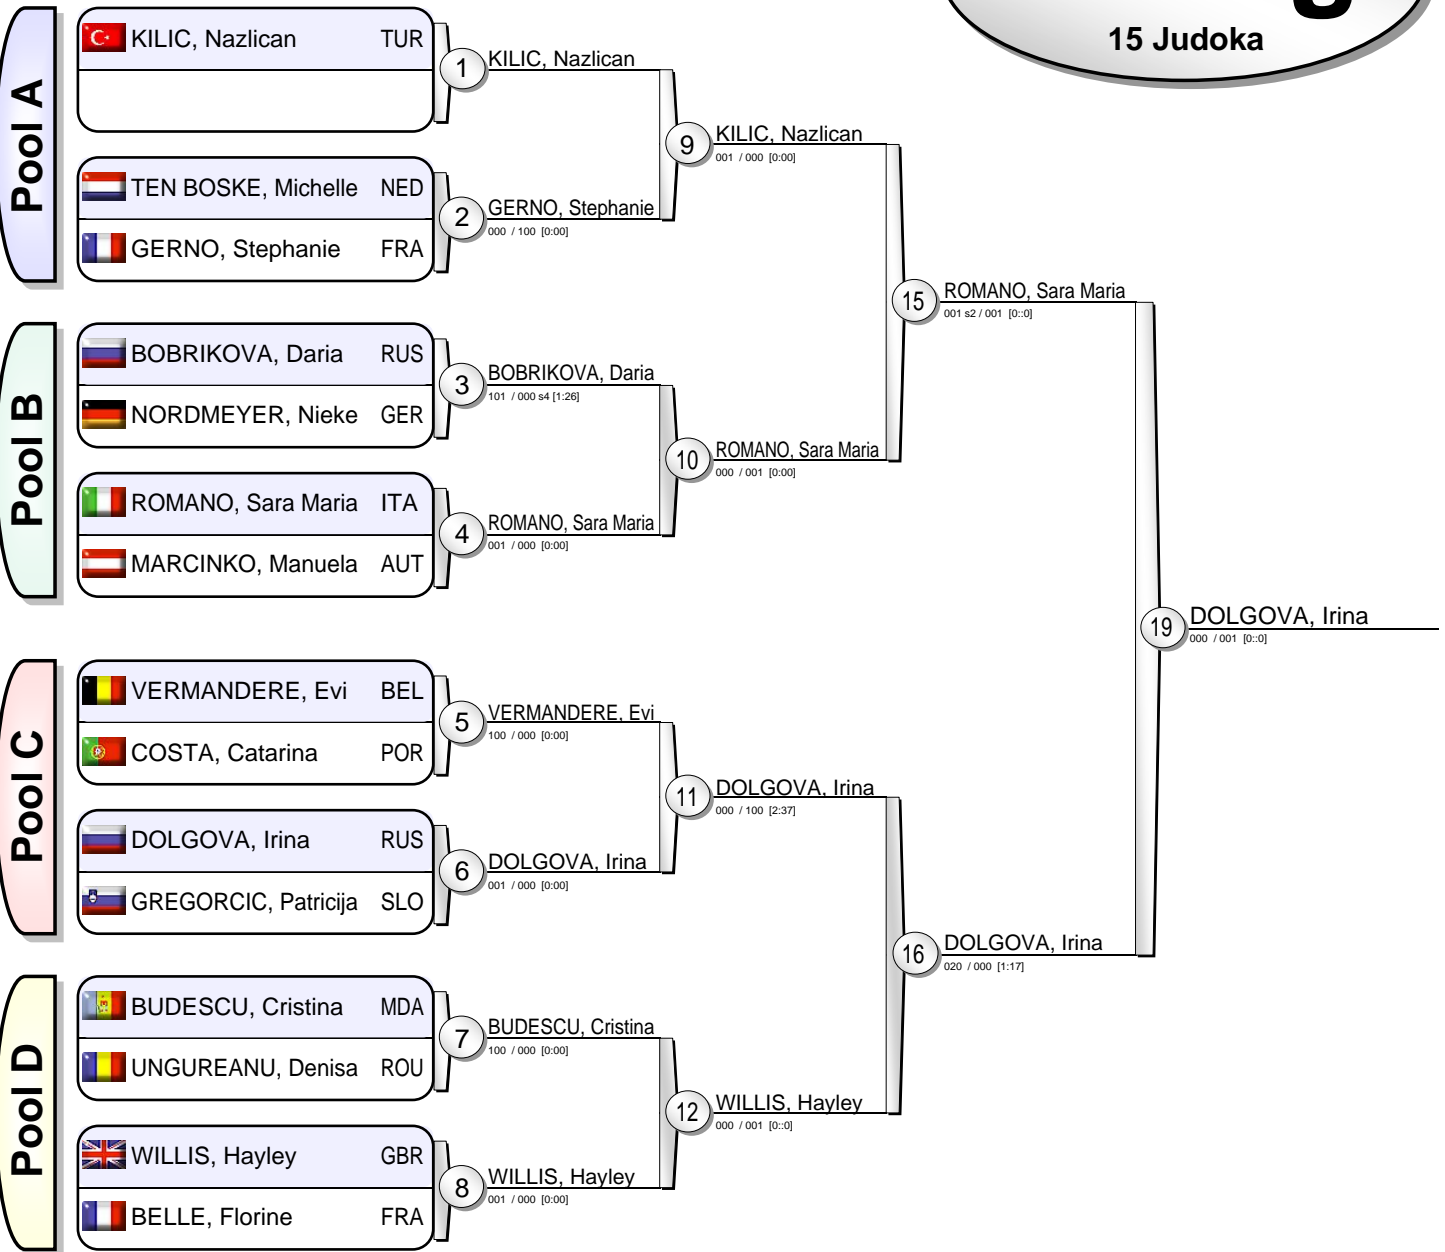 15 Judoka
Pool A
KILIC, Nazlican TUR
TEN BOSKE, Michelle NED
GERNO, Stephanie FRA
Pool B
BOBRIKOVA, Daria RUS
NORDMEYER, Nieke GER
ROMANO, Sara Maria ITA
MARCINKO, Manuela AUT
Pool C
VERMANDERE, Evi BEL
COSTA, Catarina POR
DOLGOVA, Irina RUS
GREGORCIC, Patricija SLO
Pool D
BUDESCU, Cristina MDA
UNGUREANU, Denisa ROU
WILLIS, Hayley GBR
BELLE, Florine FRA
1 KILIC, Nazlican
2 GERNO, Stephanie
000 / 100 [0:00]
3 BOBRIKOVA, Daria
101 / 000 s4 [1:26]
4 ROMANO, Sara Maria
001 / 000 [0:00]
5 VERMANDERE, Evi
100 / 000 [0:00]
6 DOLGOVA, Irina
001 / 000 [0:00]
7 BUDESCU, Cristina
100 / 000 [0:00]
8 WILLIS, Hayley
001 / 000 [0:00]
9 KILIC, Nazlican
001 / 000 [0:00]
10 ROMANO, Sara Maria
000 / 001 [0:00]
11 DOLGOVA, Irina
000 / 100 [2:37]
12 WILLIS, Hayley
000 / 001 [0::0]
15 ROMANO, Sara Maria
001 s2 / 001 [0::0]
16 DOLGOVA, Irina
020 / 000 [1:17]
19 DOLGOVA, Irina
000 / 001 [0::0]